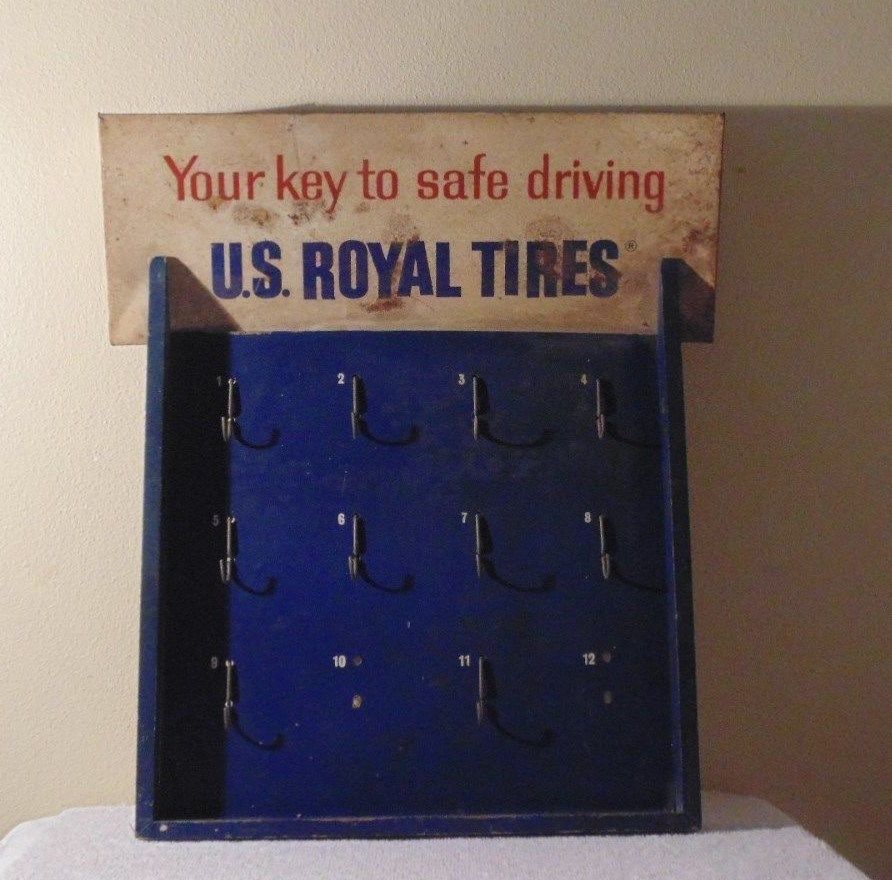 Your key to safe driving
U.S. ROYAL TIRES®
1 2 3 4
5 6 7 8
9 10 11 12